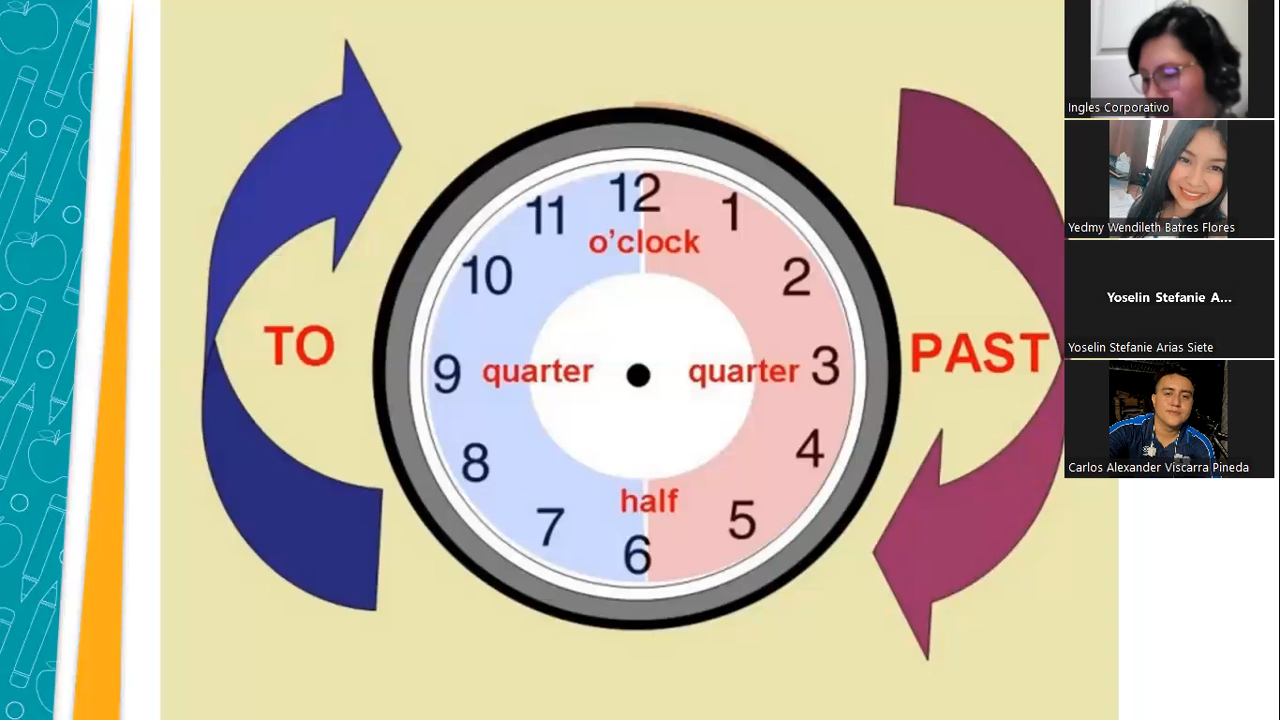 12
11 1
o'clock
10 2
TO PAST
9 quarter quarter 3
8 4
half
7 5
6
Ingles Corporativo
Yedmy Wendileth Batres Flores
Yoselin Stefanie A...
Yoselin Stefanie Arias Siete
Carlos Alexander Viscarra Pineda